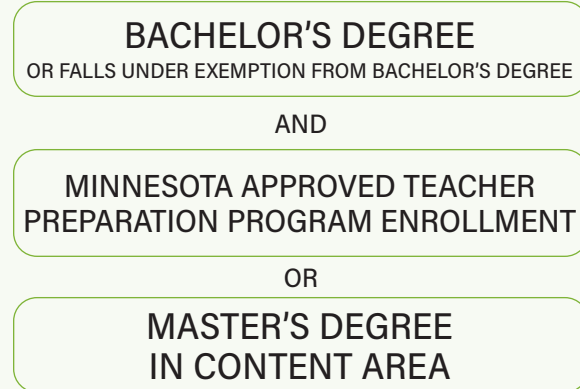 BACHELOR'S DEGREE
OR FALLS UNDER EXEMPTION FROM BACHELOR'S DEGREE
AND
MINNESOTA APPROVED TEACHER
PREPARATION PROGRAM ENROLLMENT
OR
MASTER'S DEGREE
IN CONTENT AREA